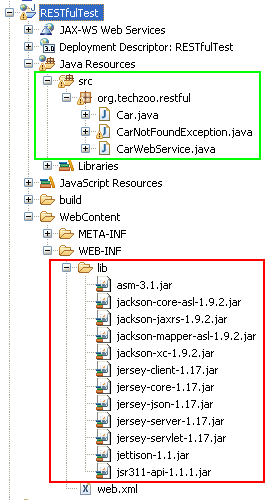 RESTfulTest
JAX-WS Web Services
Deployment Descriptor: RESTfulTest
Java Resources
src
org.techzoo.restful
Car.java
CarNotFoundException.java
CarWebService.java
Libraries
JavaScript Resources
build
WebContent
META-INF
WEB-INF
lib
asm-3.1.jar
jackson-core-asl-1.9.2.jar
jackson-jaxrs-1.9.2.jar
jackson-mapper-asl-1.9.2.jar
jackson-xc-1.9.2.jar
jersey-client-1.17.jar
jersey-core-1.17.jar
jersey-json-1.17.jar
jersey-server-1.17.jar
jersey-servlet-1.17.jar
jettison-1.1.jar
jsr311-api-1.1.1.jar
web.xml